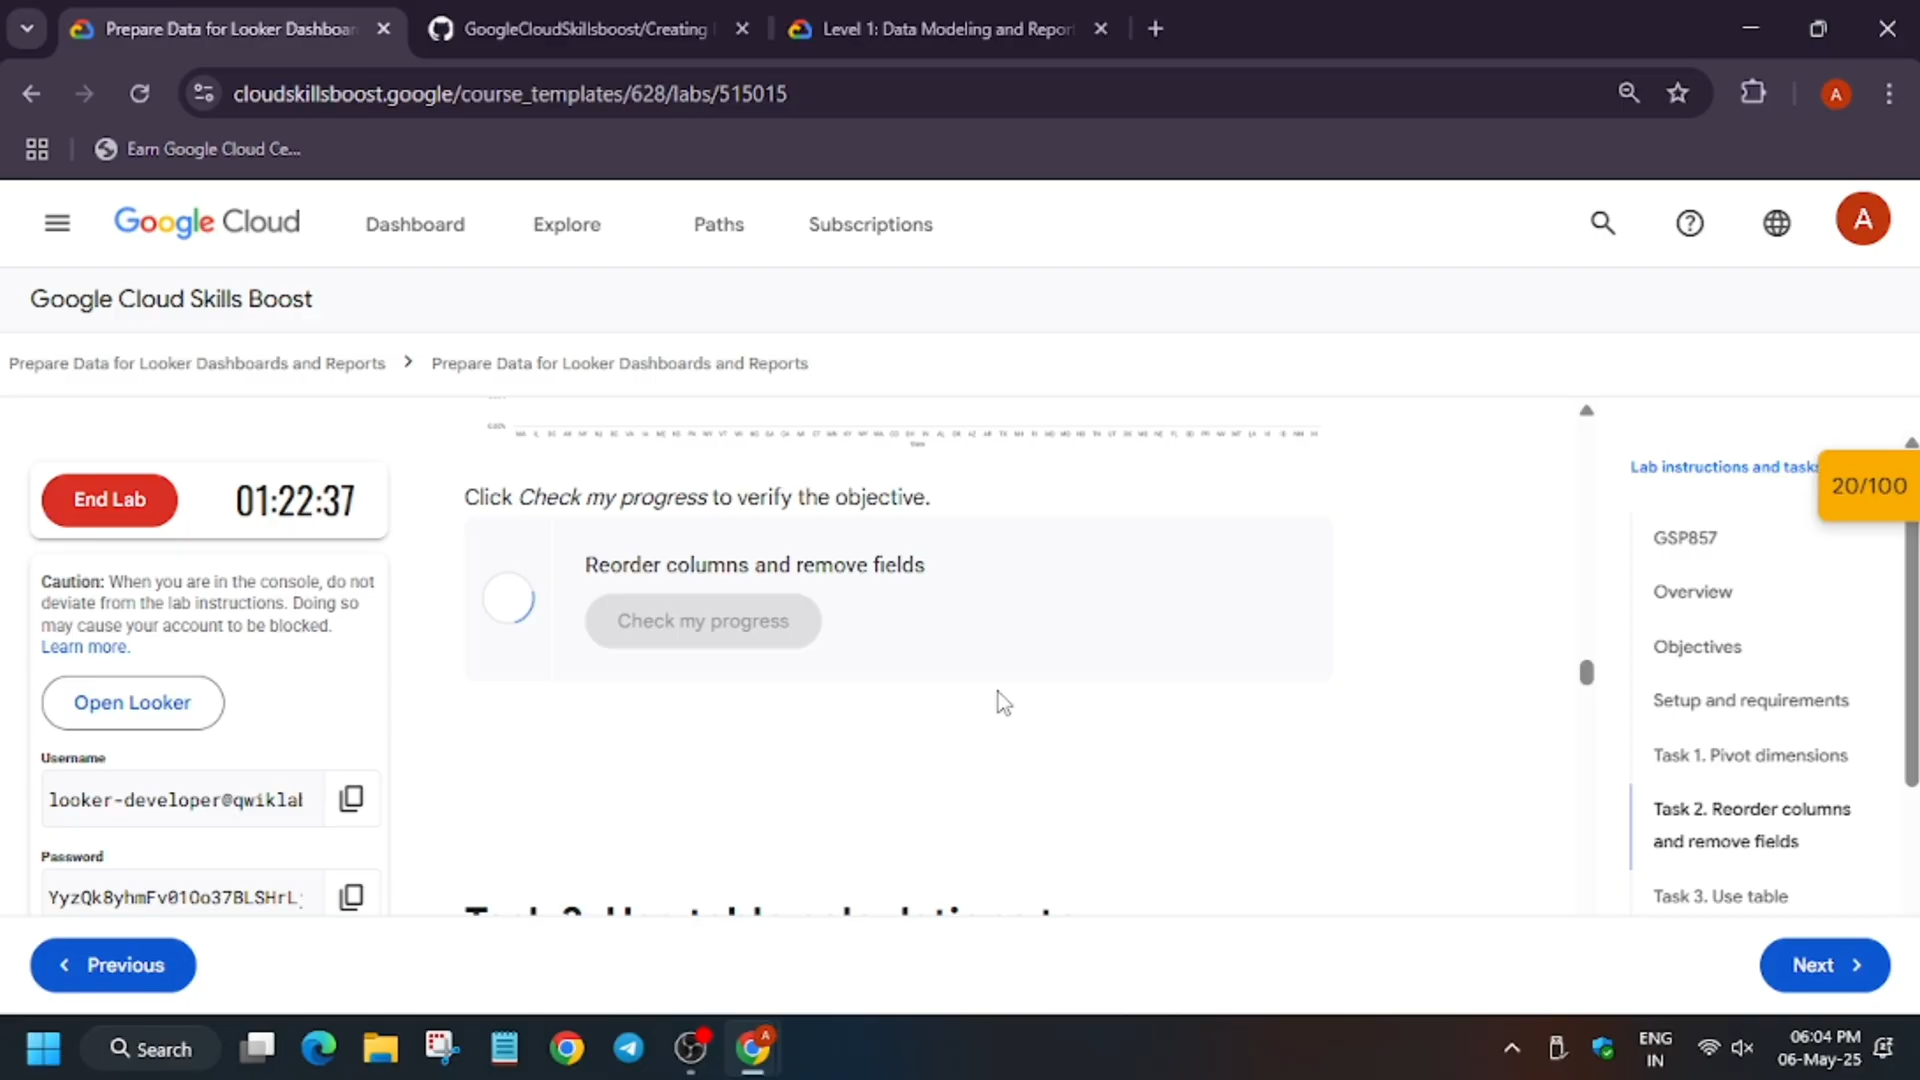 Prepare Data for Looker Dashboar
GoogleCloudSkillsboost/Creating
Level 1: Data Modeling and Repor
cloudskillsboost.google/course_templates/628/labs/515015
A
Earn Google Cloud Ce...
Google Cloud
Dashboard
Explore
Paths
Subscriptions
A
Google Cloud Skills Boost
Prepare Data for Looker Dashboards and Reports
Prepare Data for Looker Dashboards and Reports
End Lab
01:22:37
Caution: When you are in the console, do not
deviate from the lab instructions. Doing so
may cause your account to be blocked.
Learn more.
Open Looker
Username
looker-developer@qwiklab
Password
YyzQk8yhmFv01Oo37BLSHrL
Click Check my progress to verify the objective.
Reorder columns and remove fields
Check my progress
Lab instructions and tasks
20/100
GSP857
Overview
Objectives
Setup and requirements
Task 1. Pivot dimensions
Task 2. Reorder columns
and remove fields
Task 3. Use table
Previous
Next
Search
A
ENG
IN
06:04 PM
06-May-25